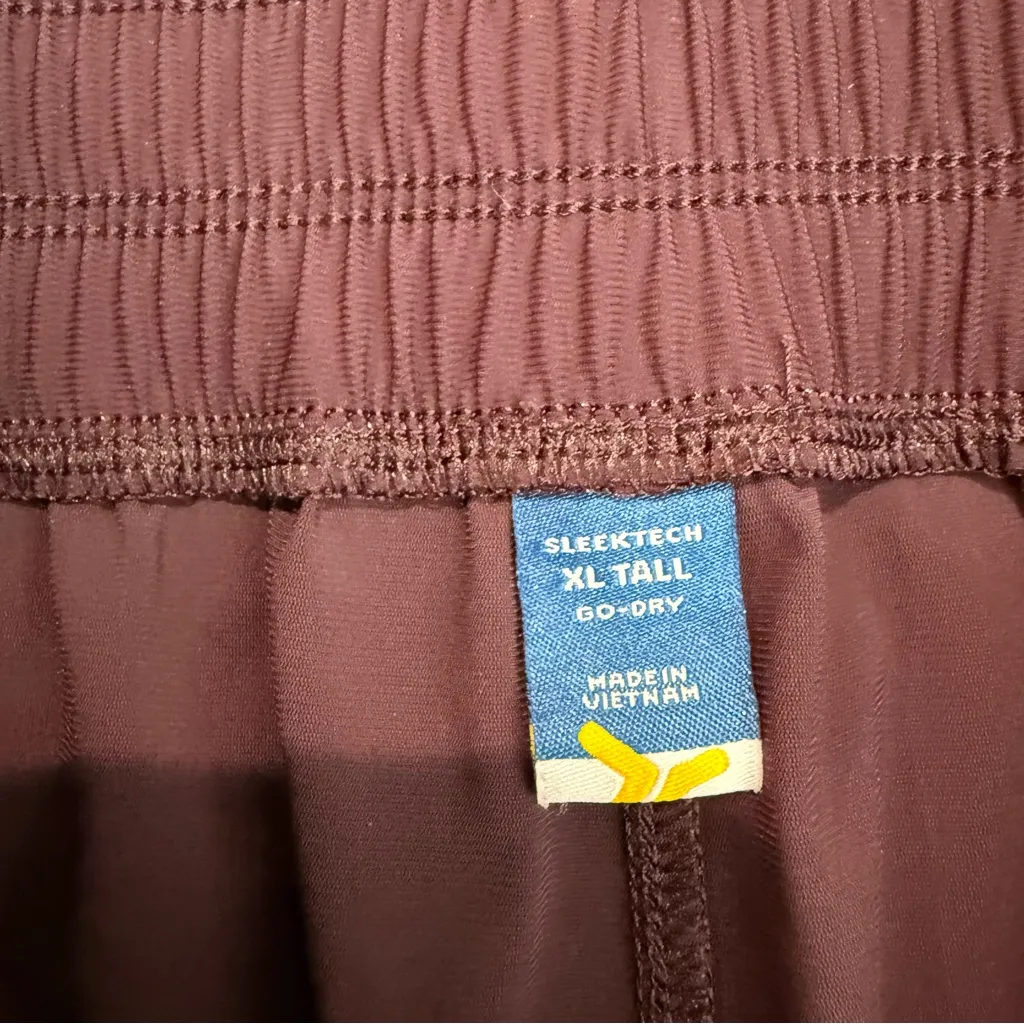 SLEEKTECH
XL TALL
GO-DRY
MADE IN
VIETNAM